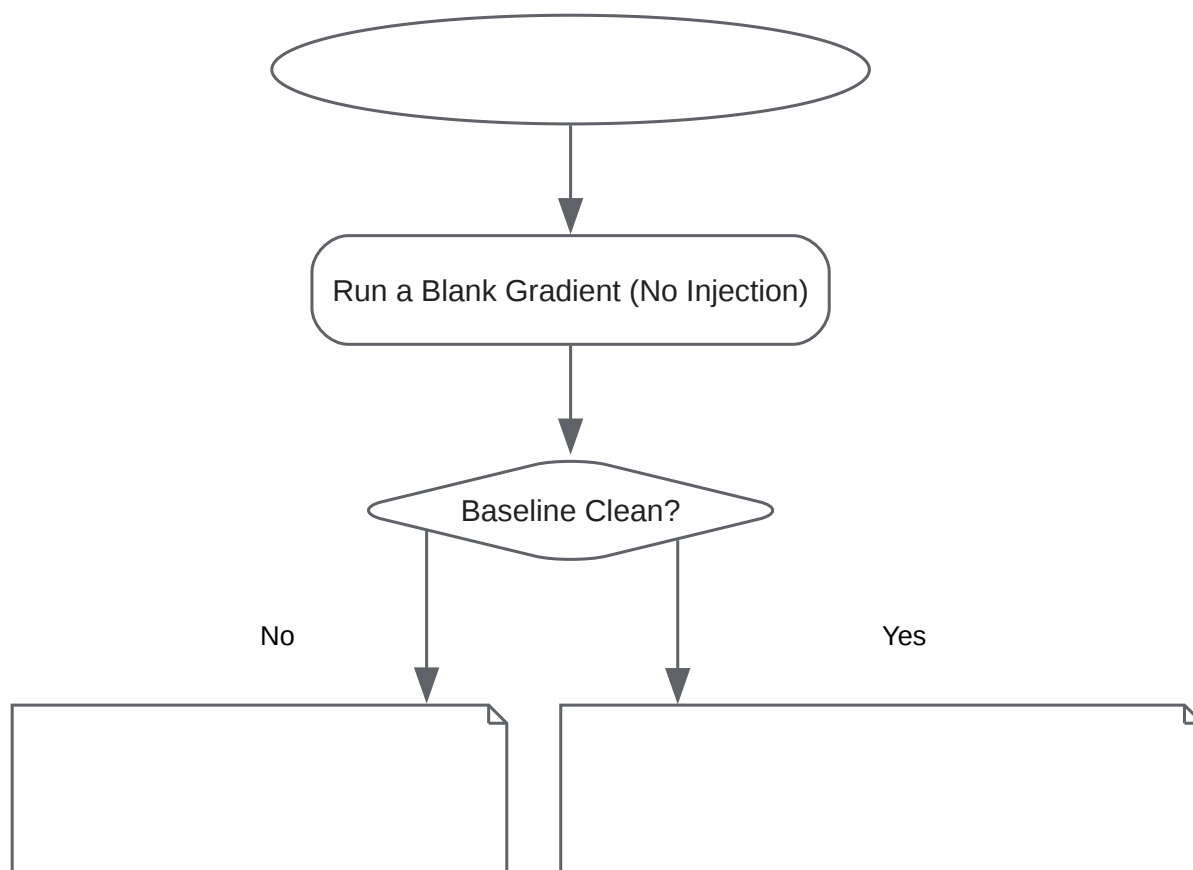 Run a Blank Gradient (No Injection)
Baseline Clean?
No
Yes